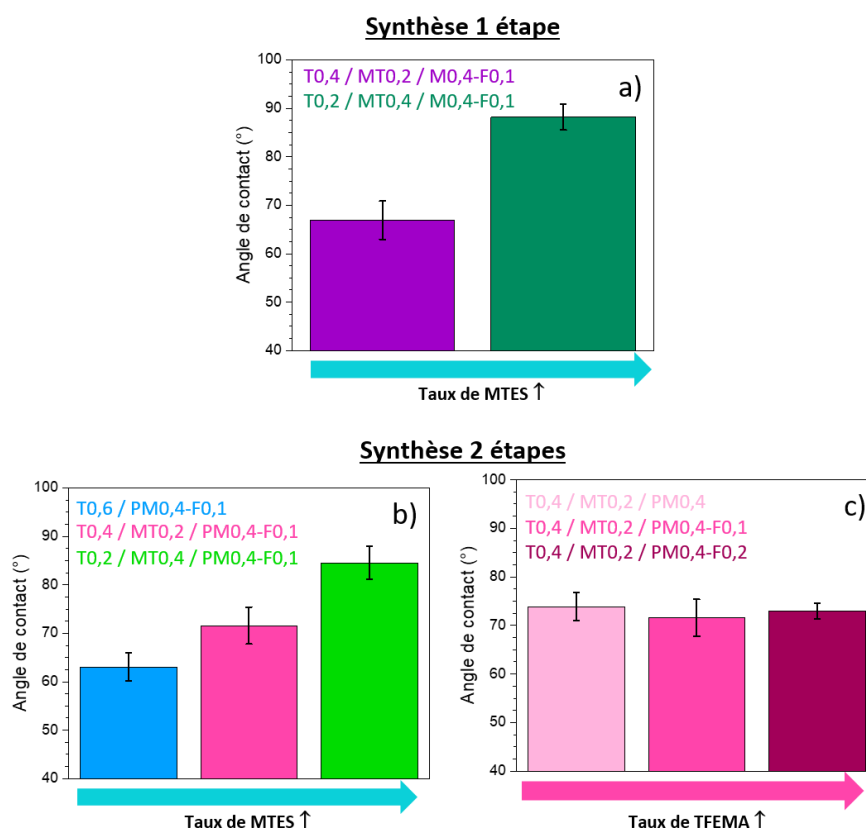 Synthèse 1 étape
100
90
80
70
60
50
40
Angle de contact (°)
T0,4 / MT0,2 / M0,4-F0,1
T0,2 / MT0,4 / M0,4-F0,1
a)
Taux de MTES ↑
Synthèse 2 étapes
100
90
80
70
60
50
40
Angle de contact (°)
T0,6 / PM0,4-F0,1
T0,4 / MT0,2 / PM0,4-F0,1
T0,2 / MT0,4 / PM0,4-F0,1
b)
Taux de MTES ↑
100
90
80
70
60
50
40
Angle de contact (°)
T0,4 / MT0,2 / PM0,4
T0,4 / MT0,2 / PM0,4-F0,1
T0,4 / MT0,2 / PM0,4-F0,2
c)
Taux de TFEMA ↑